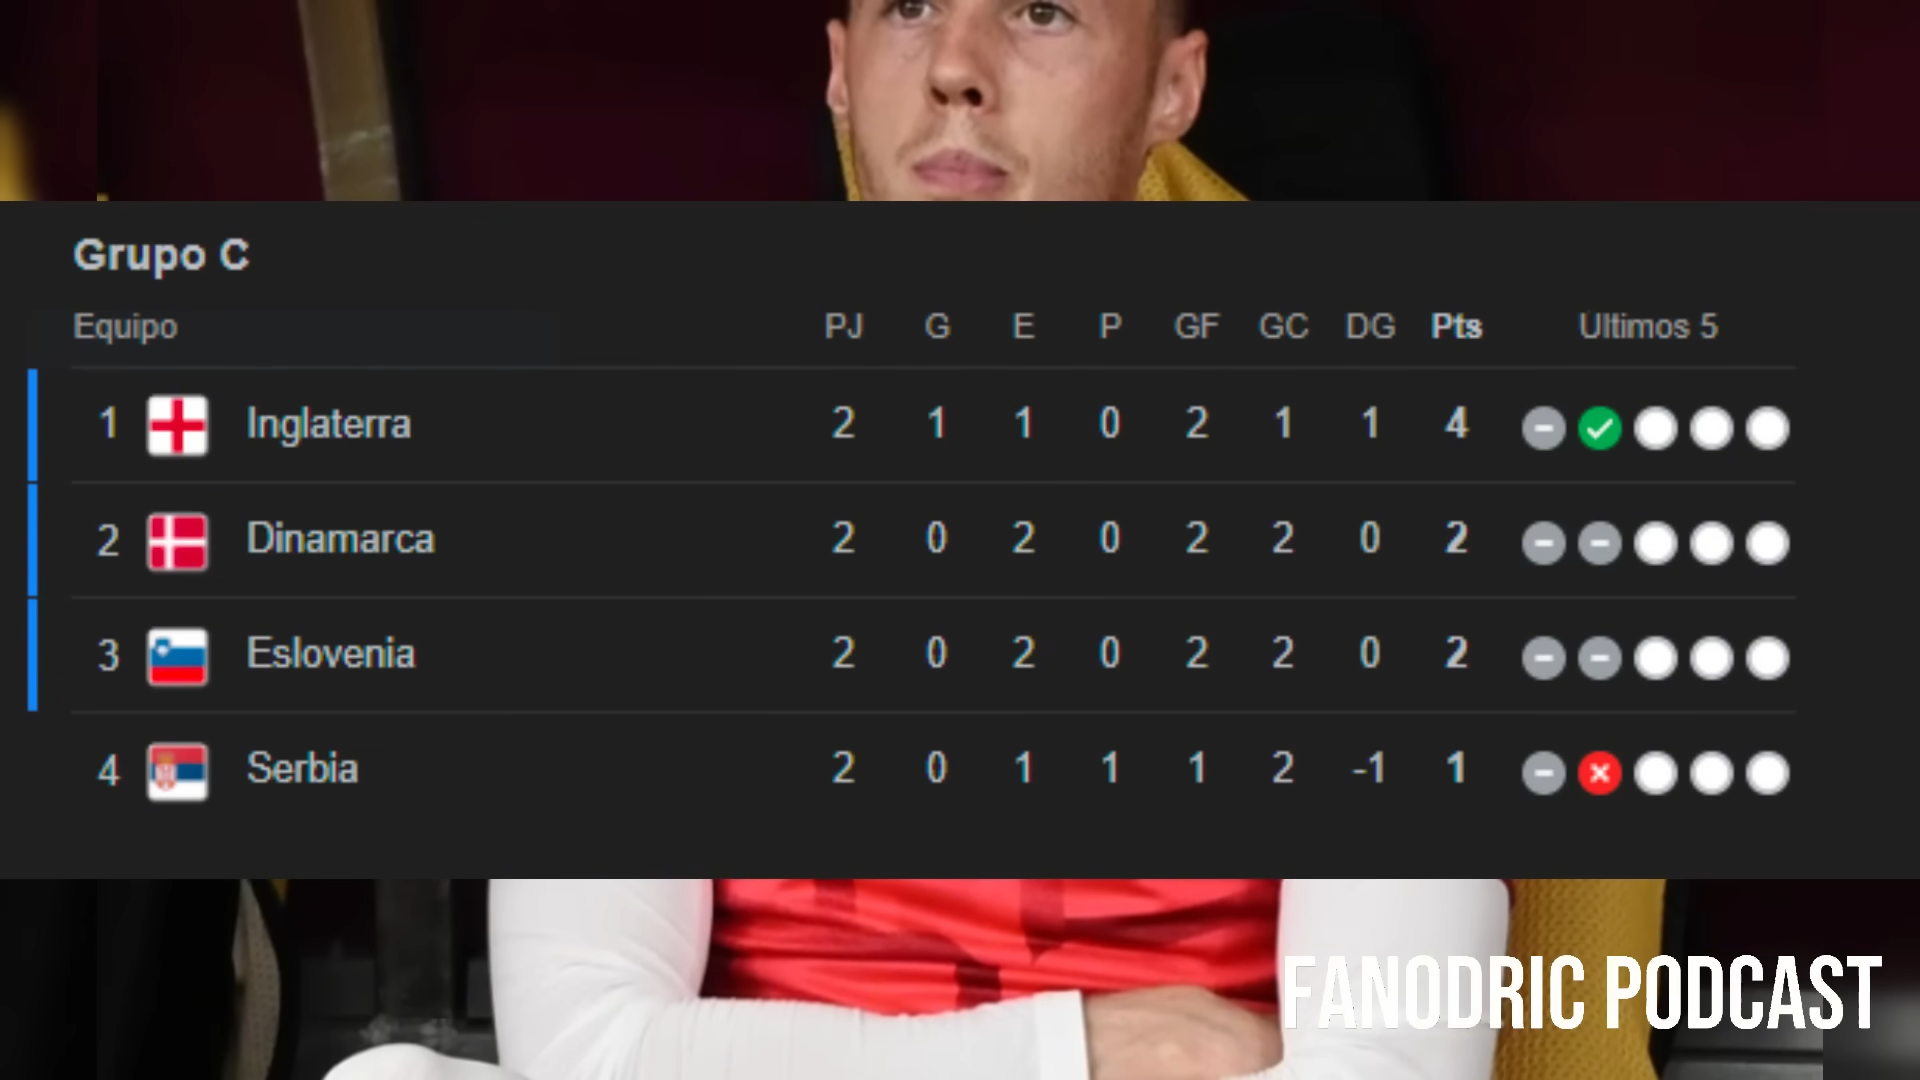 Grupo C
Equipo PJ G E P GF GC DG Pts Últimos 5
1 Inglaterra 2 1 1 0 2 1 1 4
2 Dinamarca 2 0 2 0 2 2 0 2
3 Eslovenia 2 0 2 0 2 2 0 2
4 Serbia 2 0 1 1 1 2 -1 1
FANODRIC PODCAST